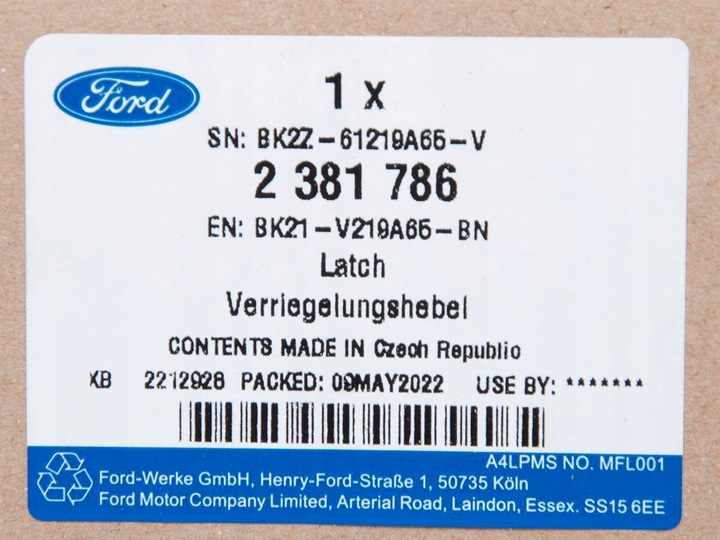 Ford
1 x
SN: BK2Z-61219A65-V
2 381 786
EN: BK21-V219A65-BN
Latch
Verriegelungshebel
CONTENTS MADE IN Czech Republic
XB 2212928 PACKED: 09MAY2022 USE BY: *******
A4LPMS NO. MFL001
Ford-Werke GmbH, Henry-Ford-Straße 1, 50735 Köln
Ford Motor Company Limited, Arterial Road, Laindon, Essex. SS15 6EE